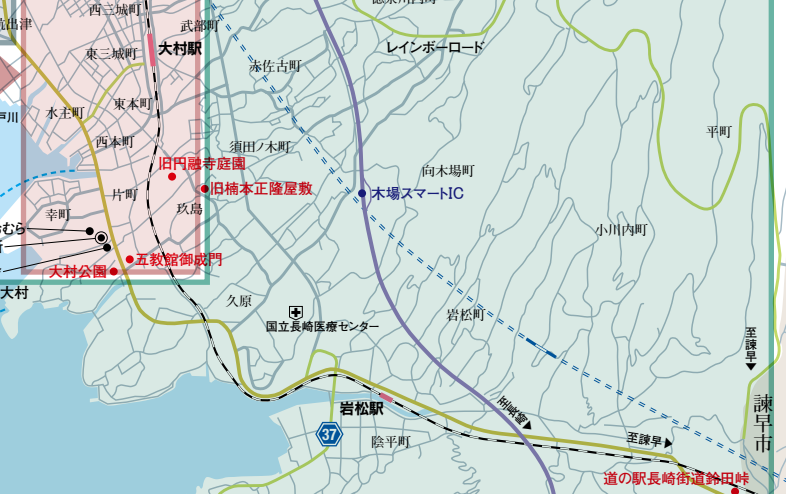 西三城町
武部町
大村駅
レインボーロード
東三城町
赤佐古町
水主町
東本町
平町
西本町
須田ノ木町
旧円融寺庭園
向木場町
旧楠本正隆屋敷
木場スマートIC
片町
玖島
幸町
小川内町
五教館御成門
大村公園
大村
久原
岩松町
国立長崎医療センター
至諫早
岩松駅
至長崎
諫早市
37
陰平町
至諫早
道の駅長崎街道鈴田峠